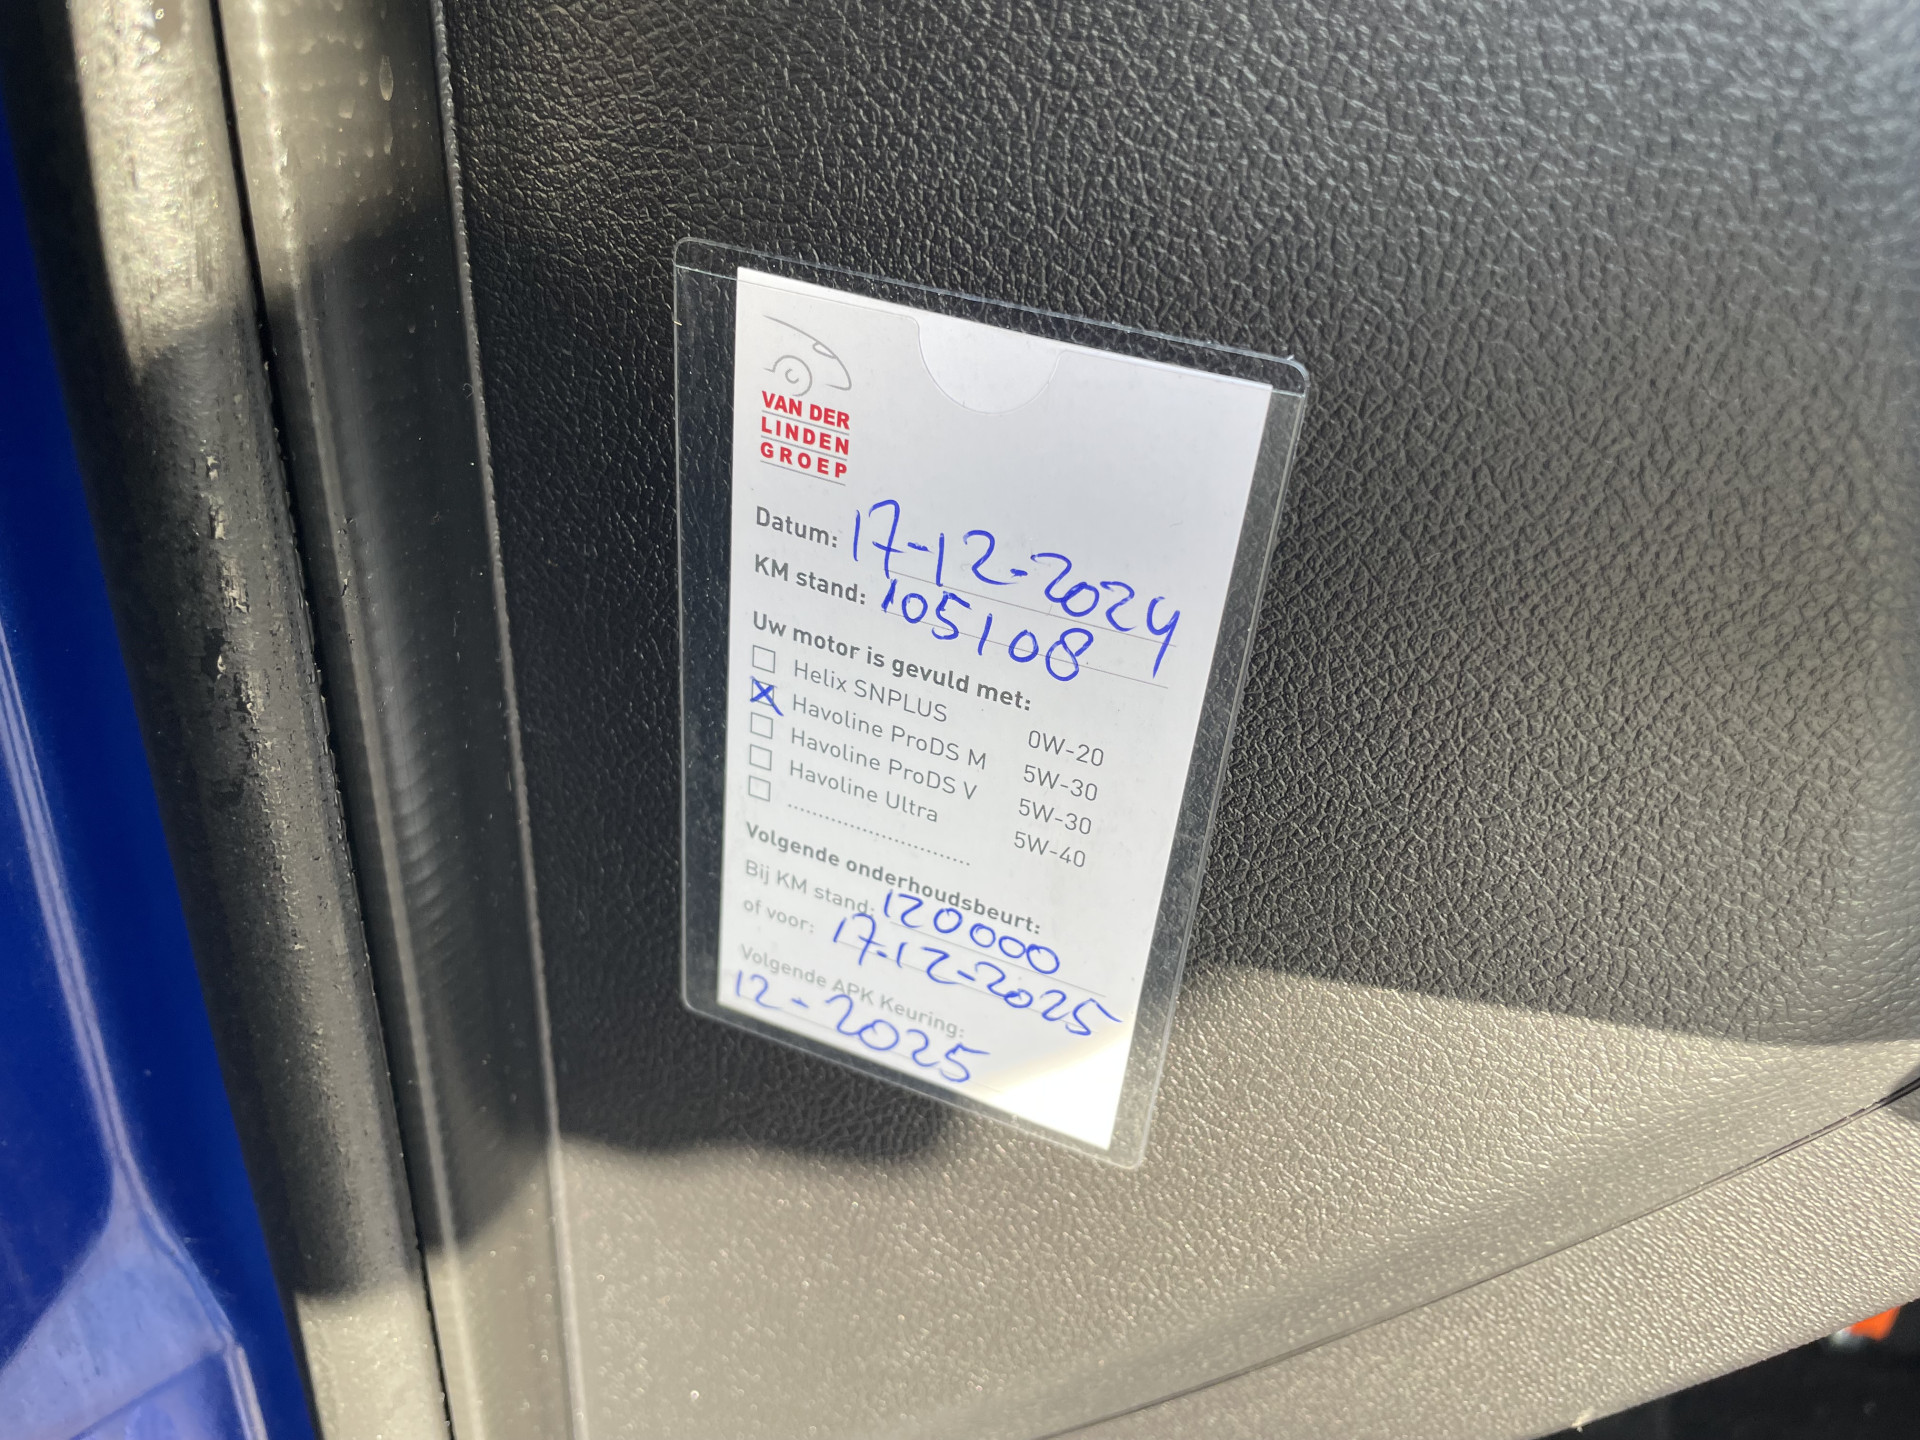 VAN DER
LINDEN
GROEP
Datum: 17-12-2024
KM stand: 105108
Uw motor is gevuld met:
Helix SNPLUS 0W-20
Havoline ProDS M 5W-30
Havoline ProDS V 5W-30
Havoline Ultra 5W-40
Volgende onderhoudsbeurt:
Bij KM stand: 120000
of voor: 17-12-2025
Volgende APK Keuring:
12-2025